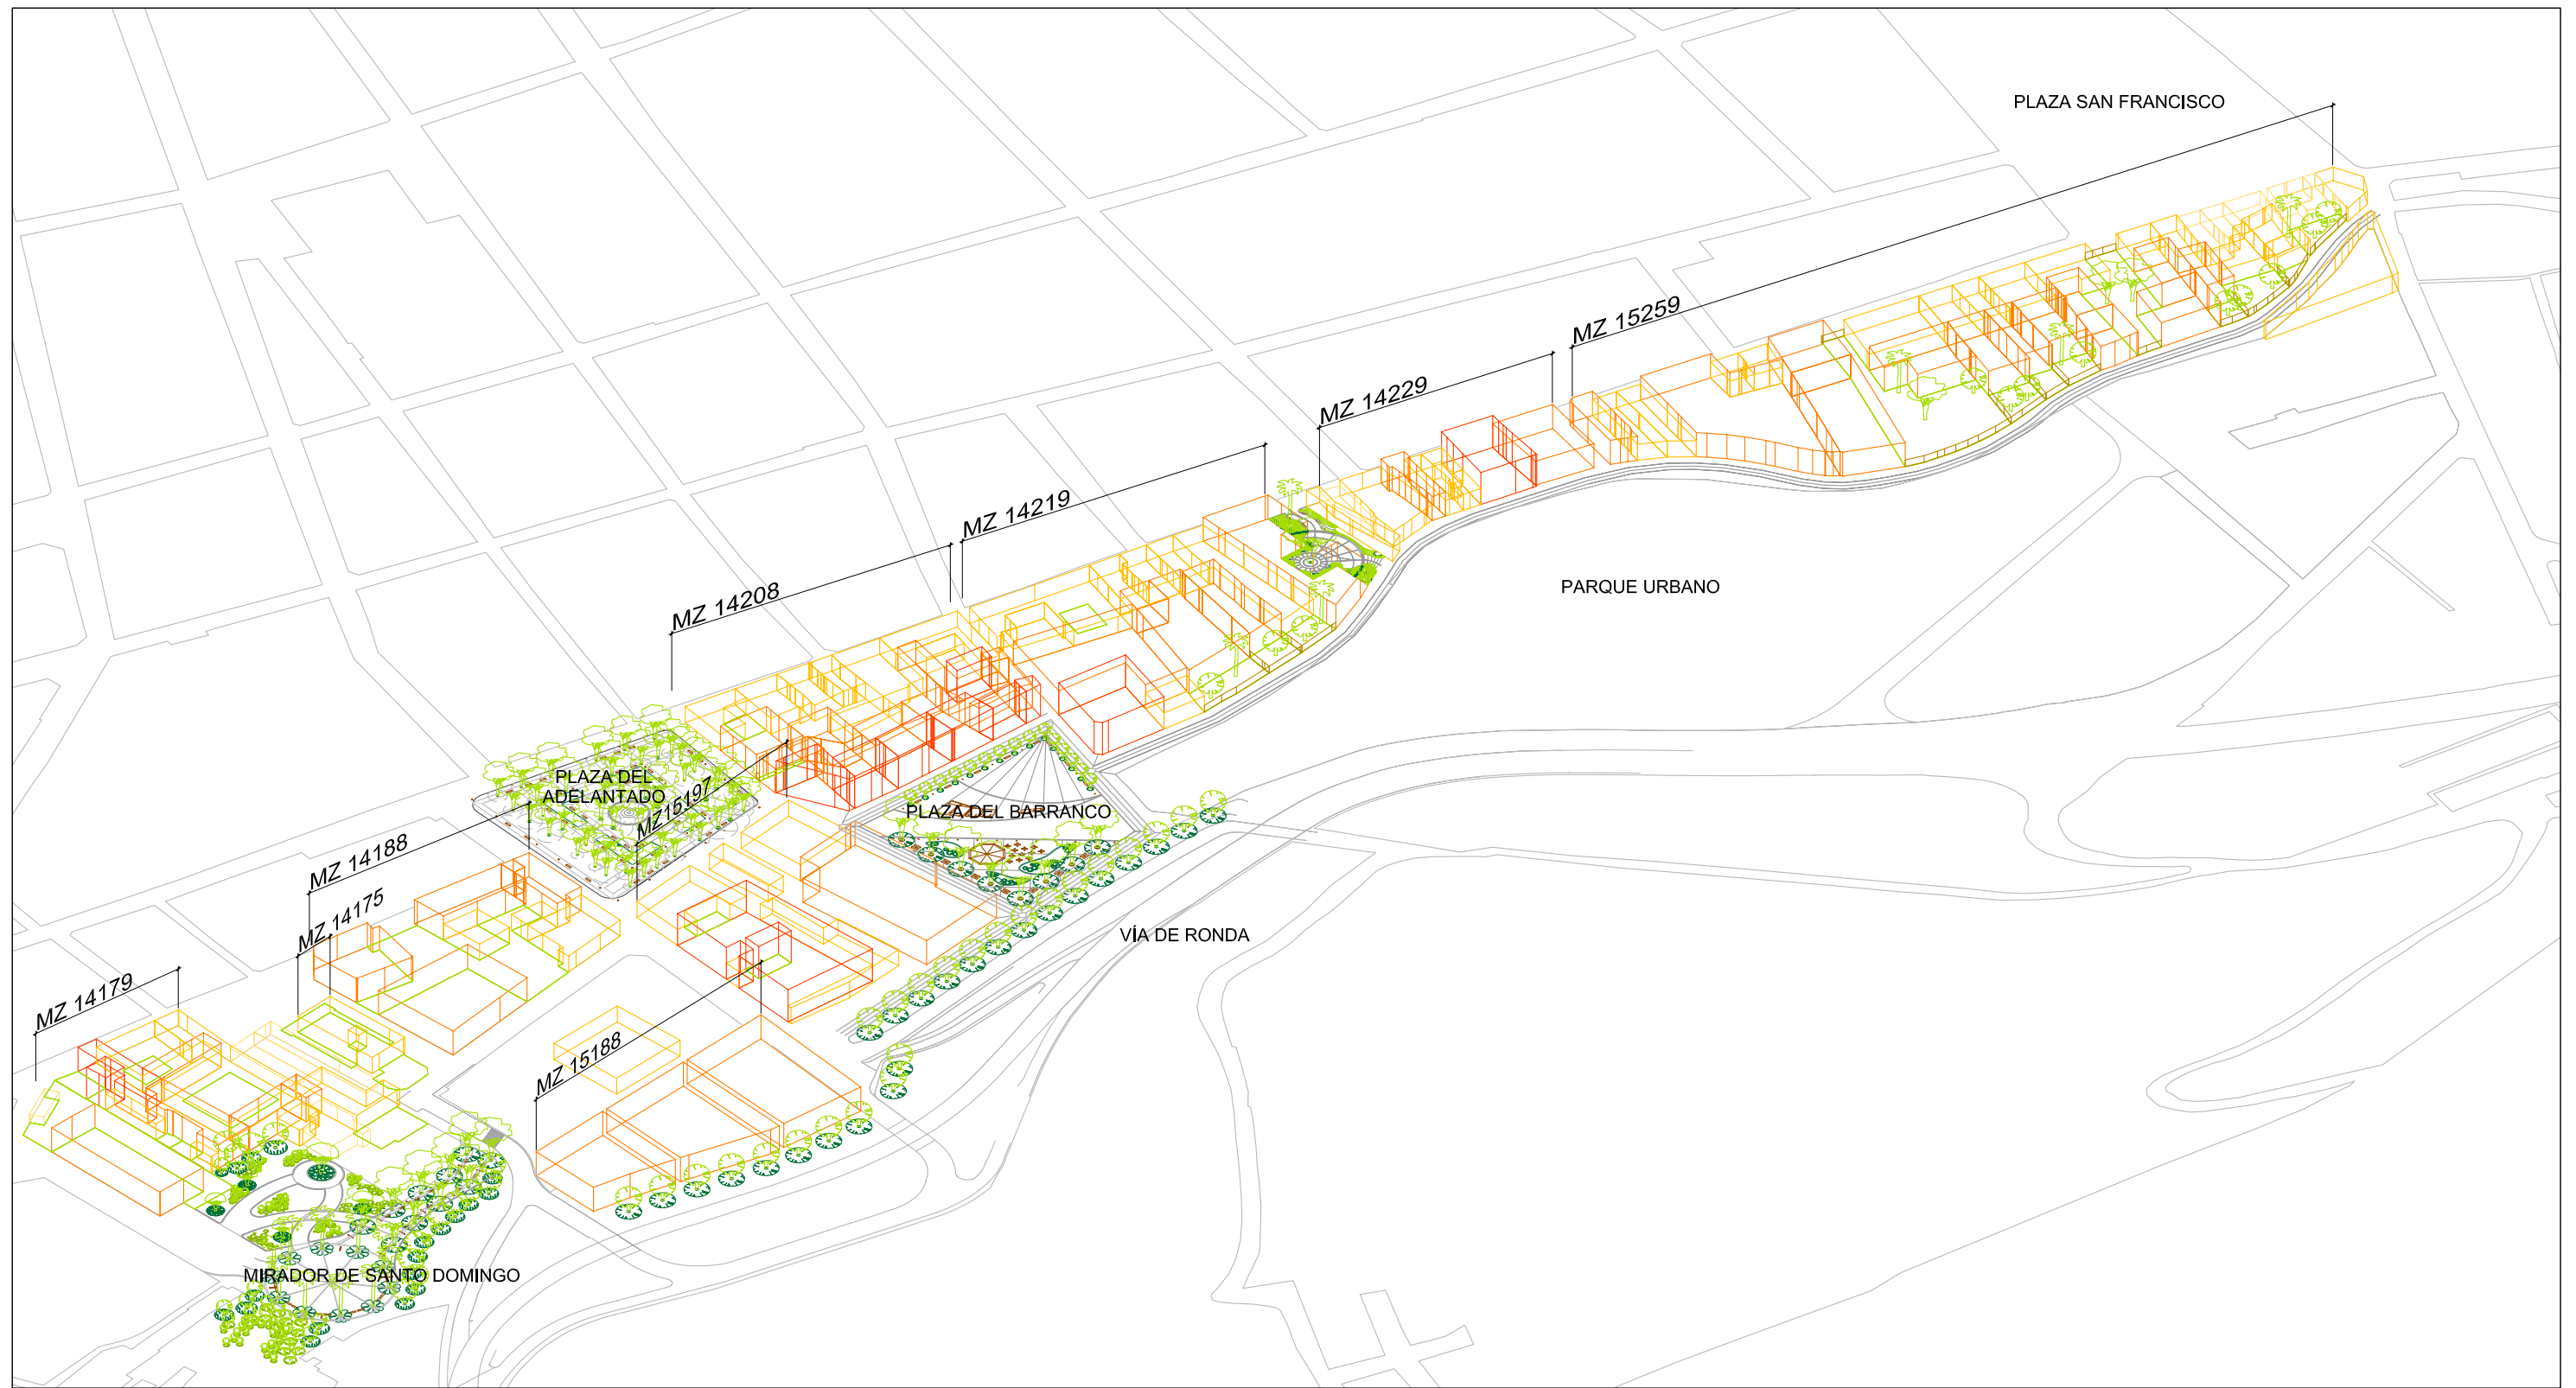 PLAZA SAN FRANCISCO
MZ 15259
MZ 14229
MZ 14219
PARQUE URBANO
MZ 14208
PLAZA DEL
ADELANTADO
MZ15197
PLAZA DEL BARRANCO
MZ 14188
MZ 14175
VÍA DE RONDA
MZ 14179
MZ 15188
MIRADOR DE SANTO DOMINGO